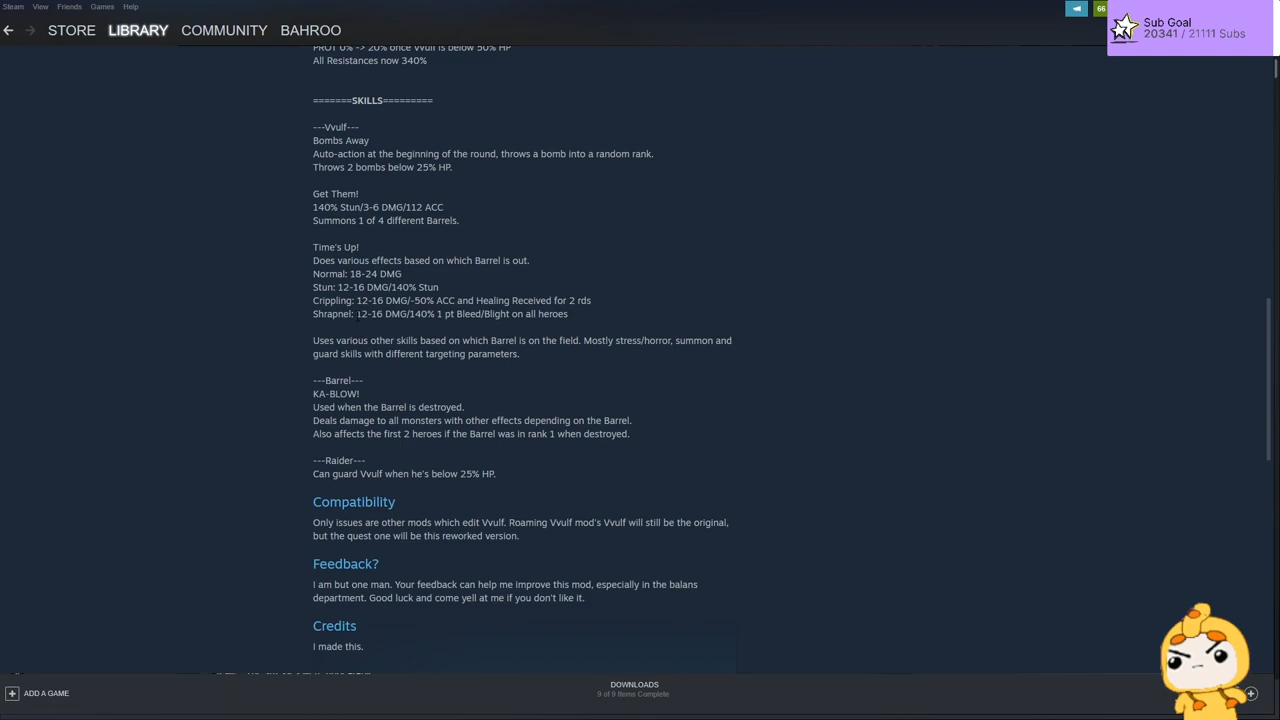 Steam View Friends Games Help
66
STORE LIBRARY COMMUNITY BAHROO
Sub Goal
20341 / 21111 Subs
PROT 0% -> 20% once Vvulf is below 50% HP
All Resistances now 340%
=======SKILLS=========
---Vvulf---
Bombs Away
Auto-action at the beginning of the round, throws a bomb into a random rank.
Throws 2 bombs below 25% HP.
Get Them!
140% Stun/3-6 DMG/112 ACC
Summons 1 of 4 different Barrels.
Time's Up!
Does various effects based on which Barrel is out.
Normal: 18-24 DMG
Stun: 12-16 DMG/140% Stun
Crippling: 12-16 DMG/-50% ACC and Healing Received for 2 rds
Shrapnel: 12-16 DMG/140% 1 pt Bleed/Blight on all heroes
Uses various other skills based on which Barrel is on the field. Mostly stress/horror, summon and
guard skills with different targeting parameters.
---Barrel---
KA-BLOW!
Used when the Barrel is destroyed.
Deals damage to all monsters with other effects depending on the Barrel.
Also affects the first 2 heroes if the Barrel was in rank 1 when destroyed.
---Raider---
Can guard Vvulf when he's below 25% HP.
Compatibility
Only issues are other mods which edit Vvulf. Roaming Vvulf mod's Vvulf will still be the original,
but the quest one will be this reworked version.
Feedback?
I am but one man. Your feedback can help me improve this mod, especially in the balans
department. Good luck and come yell at me if you don't like it.
Credits
I made this.
ADD A GAME
DOWNLOADS
9 of 9 Items Complete